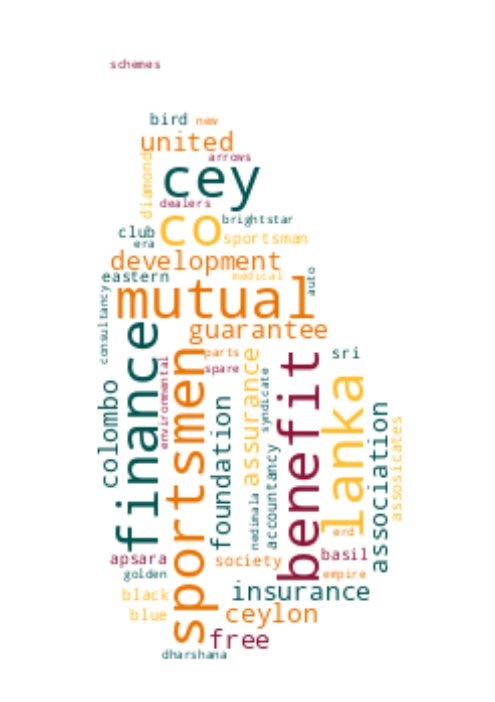 schemes
bird new
united
arrows
diamond
cey
dealers
co
brightstar
club
sportsman
era
development
eastern
medical
auto
consultancy
mutual
guarantee
finance
sportsmen
parts
spare
environmental
assurance
syndicate
benefit
sri
lanka
colombo
foundation
nedimala
accountancy
association
assosicates
erd
apsara
society
basil
golden
empire
black
insurance
blue
ceylon
free
dharshana